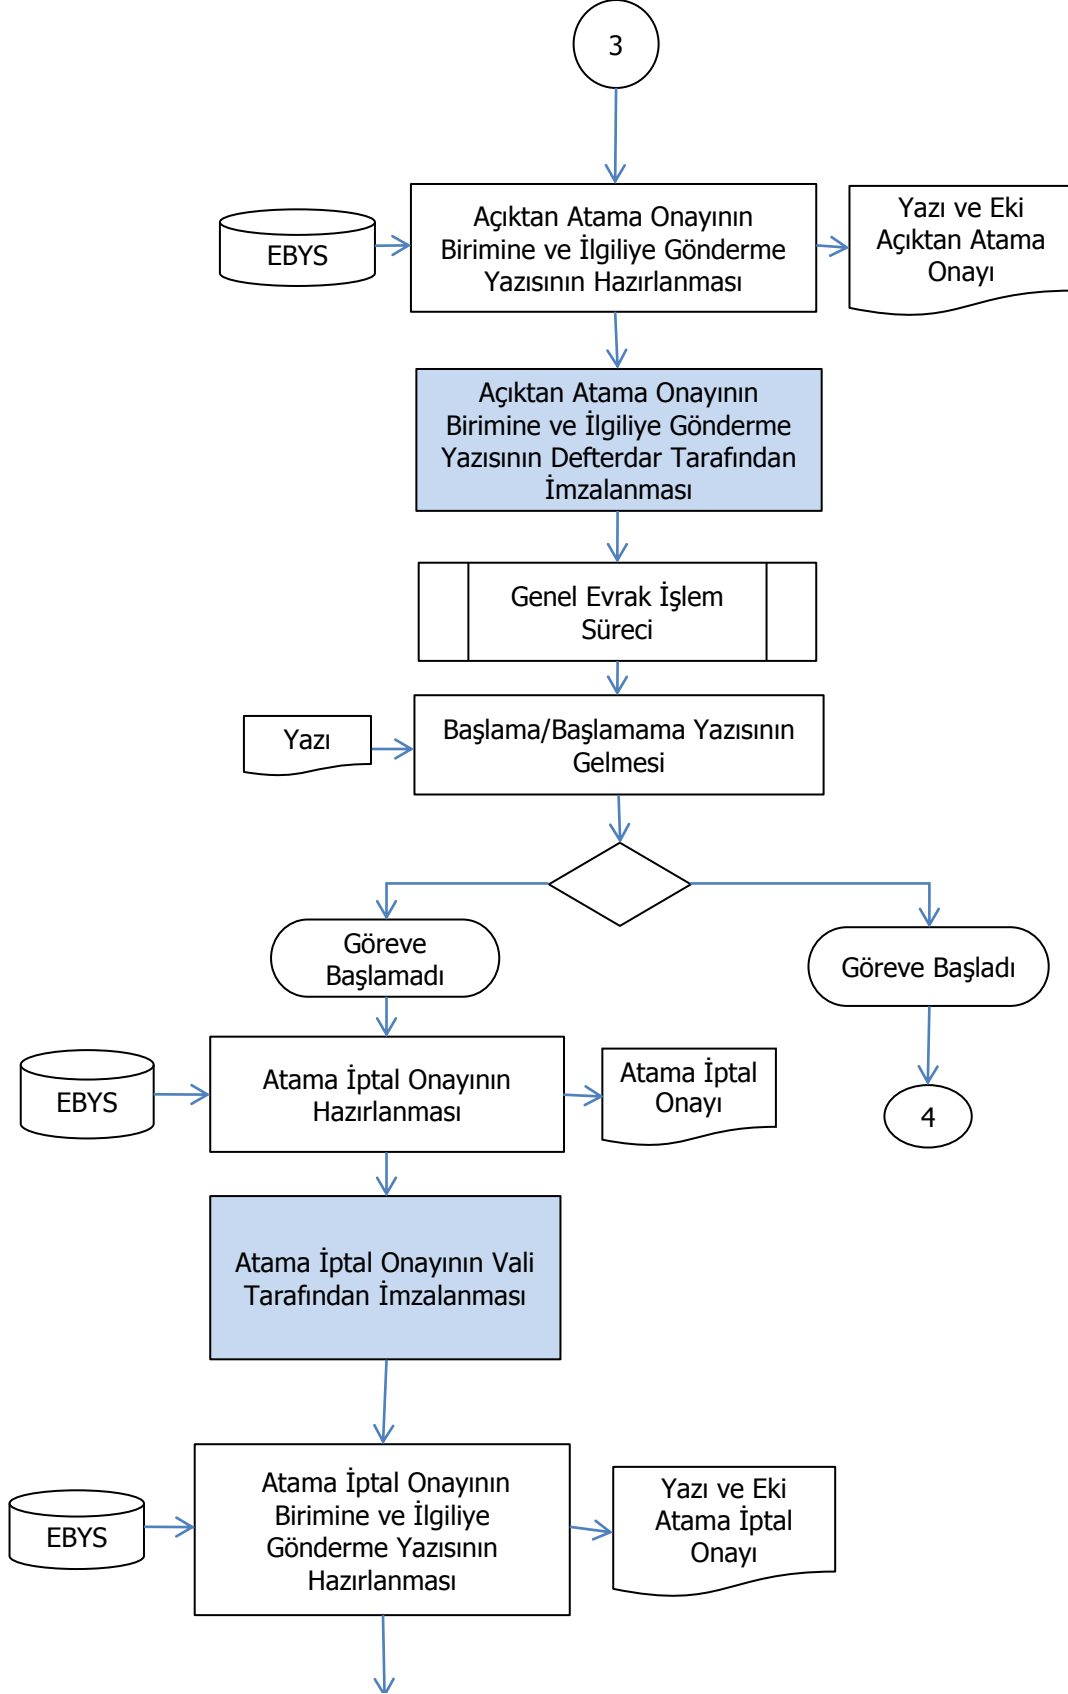 3
EBYS
Açıktan Atama Onayının
Birimine ve İlgiliye Gönderme
Yazısının Hazırlanması
Yazı ve Eki
Açıktan Atama
Onayı
Açıktan Atama Onayının
Birimine ve İlgiliye Gönderme
Yazısının Defterdar Tarafından
İmzalanması
Genel Evrak İşlem
Süreci
Yazı
Başlama/Başlamama Yazısının
Gelmesi
Göreve
Başlamadı
Göreve Başladı
EBYS
Atama İptal Onayının
Hazırlanması
Atama İptal
Onayı
4
Atama İptal Onayının Vali
Tarafından İmzalanması
EBYS
Atama İptal Onayının
Birimine ve İlgiliye
Gönderme Yazısının
Hazırlanması
Yazı ve Eki
Atama İptal
Onayı